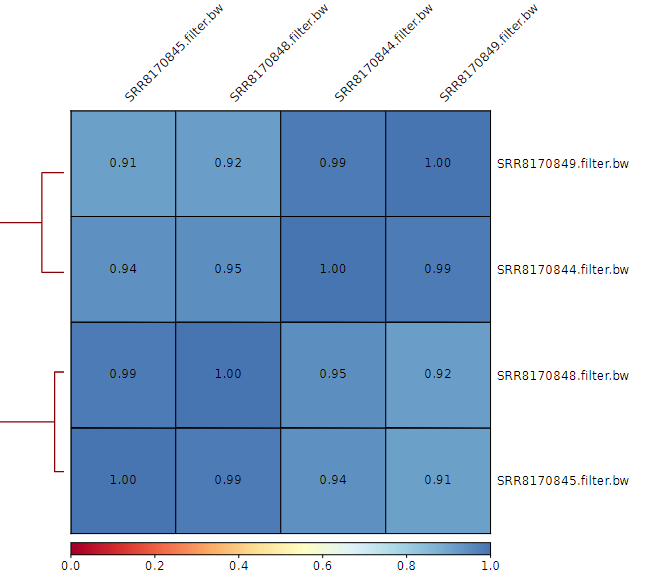 SRR8170845.filter.bw
SRR8170848.filter.bw
SRR8170844.filter.bw
SRR8170849.filter.bw
0.91 0.92 0.99 1.00 SRR8170849.filter.bw
0.94 0.95 1.00 0.99 SRR8170844.filter.bw
0.99 1.00 0.95 0.92 SRR8170848.filter.bw
1.00 0.99 0.94 0.91 SRR8170845.filter.bw
0.0 0.2 0.4 0.6 0.8 1.0